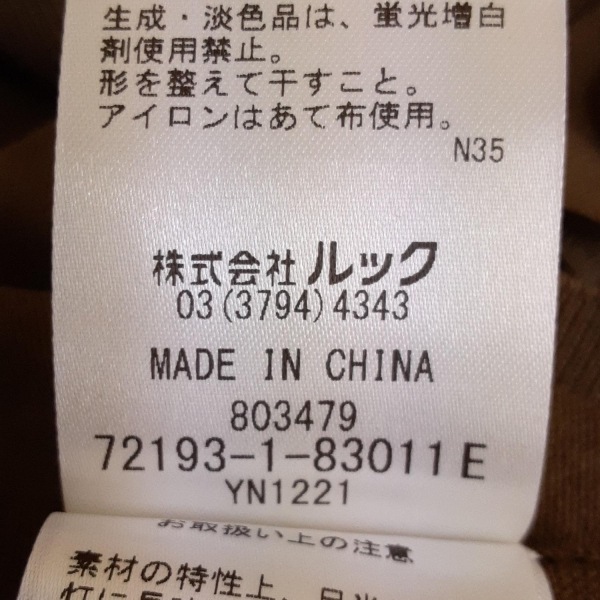 生成・淡色品は、蛍光増白
剤使用禁止。
形を整えて干すこと。
アイロンはあて布使用。
N35
株式会社 ルック
03(3794)4343
MADE IN CHINA
803479
72193-1-83011E
YN1221
お取扱い上の注意
素材の特性上、日光